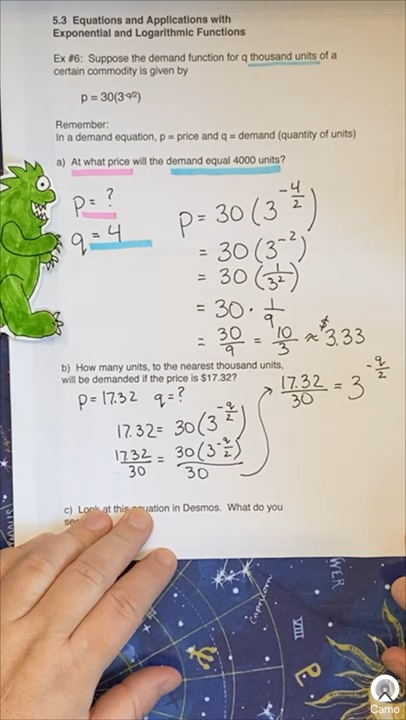 5.3 Equations and Applications with
Exponential and Logarithmic Functions
Ex #6: Suppose the demand function for q thousand units of a
certain commodity is given by
p = 30(3^-q/2)
Remember:
In a demand equation, p = price and q = demand (quantity of units)
a) At what price will the demand equal 4000 units?
p = ?
q = 4
p = 30(3^-4/2)
= 30(3^-2)
= 30(1/3^2)
= 30 · 1/9
= 30/9 = 10/3 ≈ $3.33
b) How many units, to the nearest thousand units,
will be demanded if the price is $17.32?
p = 17.32 q = ?
17.32 = 30(3^-q/2)
17.32/30 = 30(3^-q/2)/30
17.32/30 = 3^-q/2
c) Look at this equation in Desmos. What do you
VIII
Camo